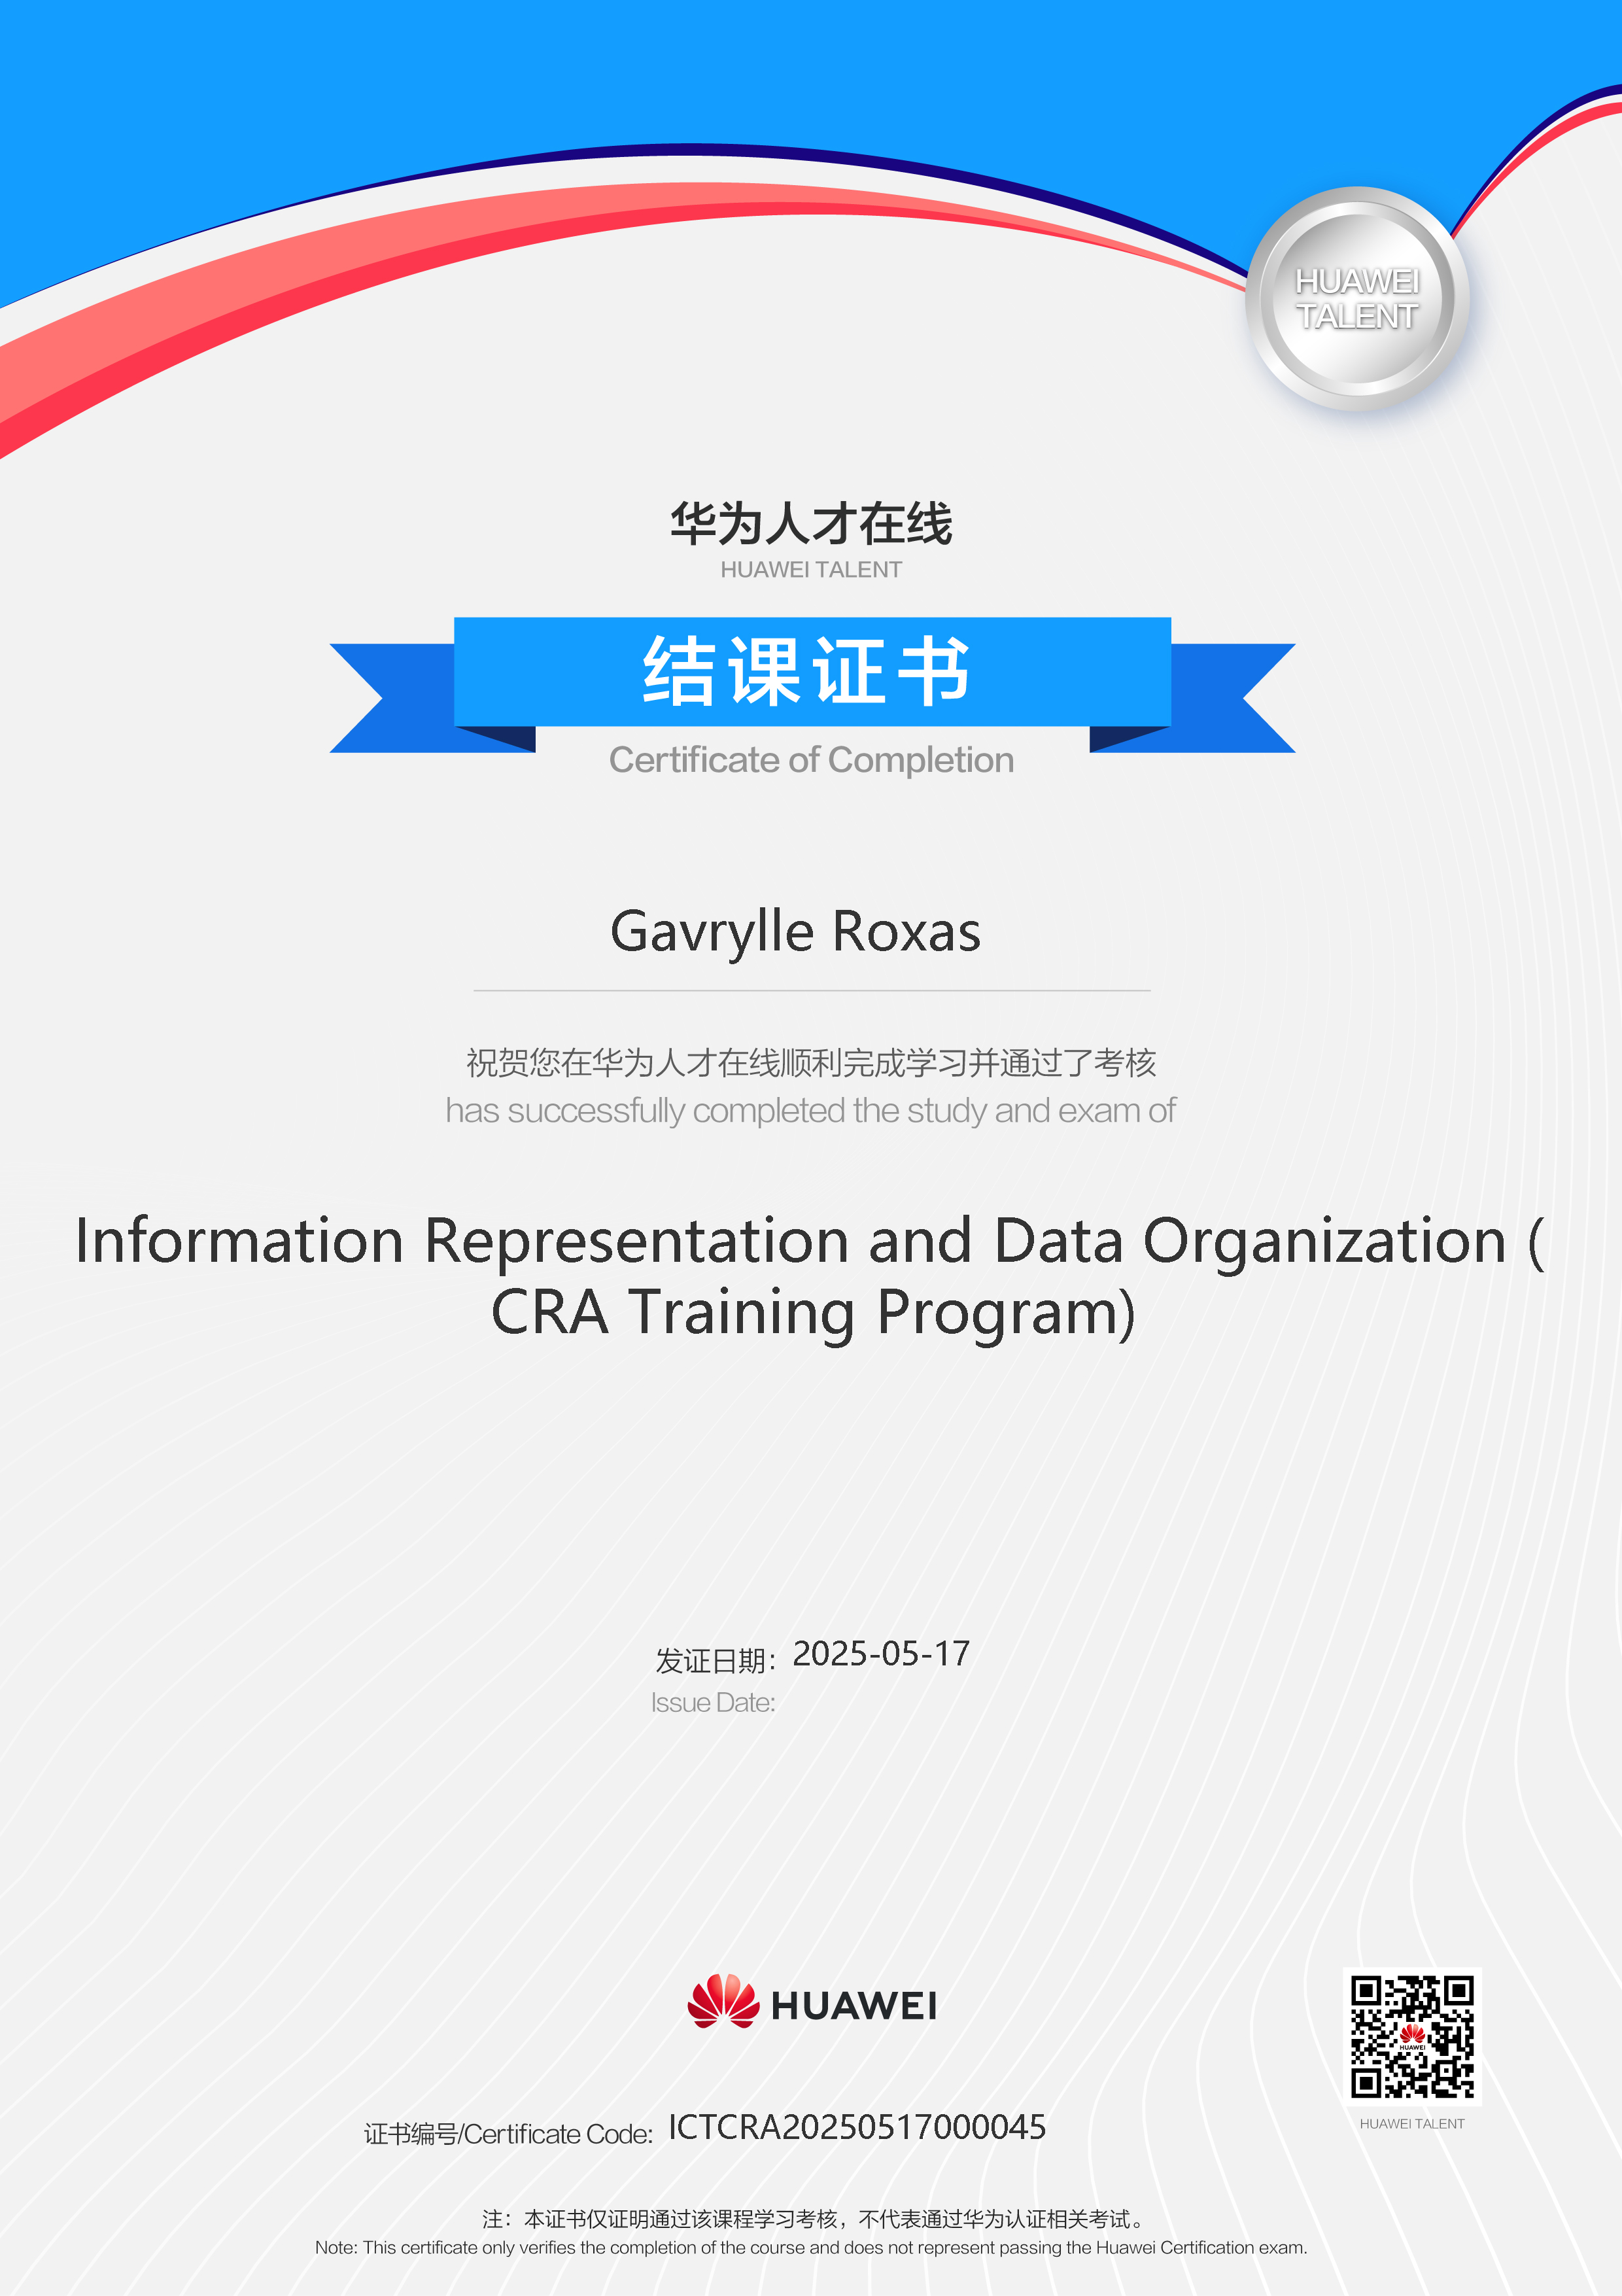 HUAWEI
TALENT
华为人才在线
HUAWEI TALENT
结课证书
Certificate of Completion
Gavrylle Roxas
祝贺您在华为人才在线顺利完成学习并通过了考核
has successfully completed the study and exam of
Information Representation and Data Organization (
CRA Training Program)
发证日期： 2025-05-17
Issue Date:
HUAWEI
HUAWEI
HUAWEI TALENT
证书编号/Certificate Code: ICTCRA20250517000045
注：本证书仅证明通过该课程学习考核，不代表通过华为认证相关考试。
Note: This certificate only verifies the completion of the course and does not represent passing the Huawei Certification exam.